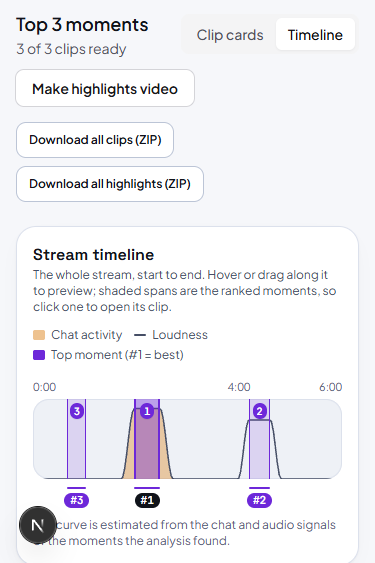 Top 3 moments
3 of 3 clips ready
Clip cards
Timeline
Make highlights video
Download all clips (ZIP)
Download all highlights (ZIP)
Stream timeline
The whole stream, start to end. Hover or drag along it
to preview; shaded spans are the ranked moments, so
click one to open its clip.
Chat activity
Loudness
Top moment (#1 = best)
0:00
4:00
6:00
3
1
2
#3
#1
#2
N
curve is estimated from the chat and audio signals
the moments the analysis found.